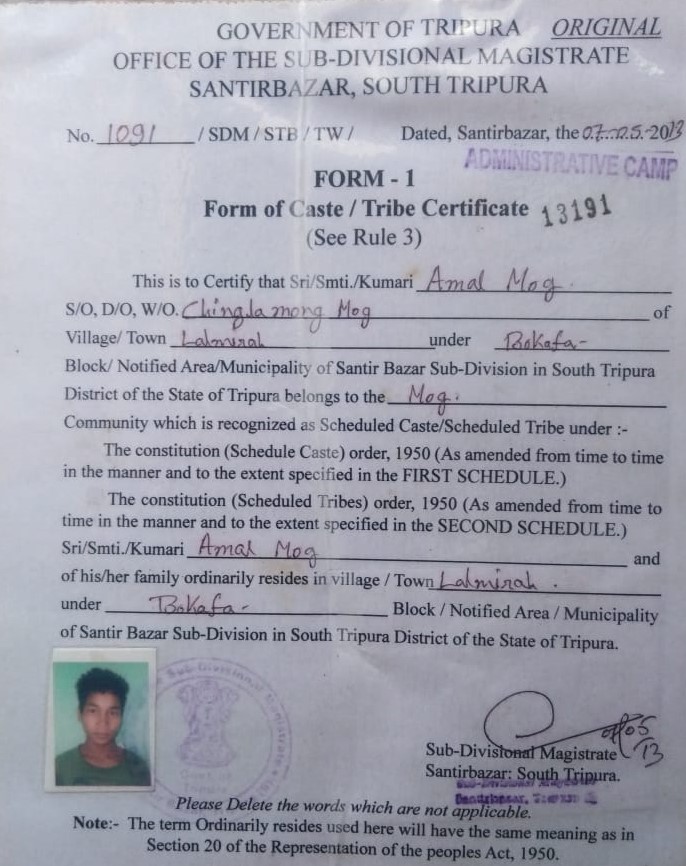 GOVERNMENT OF TRIPURA ORIGINAL
OFFICE OF THE SUB-DIVISIONAL MAGISTRATE
SANTIRBAZAR, SOUTH TRIPURA
No. 1091 / SDM / STB / TW / Dated, Santirbazar, the 07.05.2013
ADMINISTRATIVE CAMP
FORM - 1
Form of Caste / Tribe Certificate 13191
(See Rule 3)
This is to Certify that Sri/Smti./Kumari Amal Mog.
S/O, D/O, W/O. Chingla mong Mog of
Village/ Town Lalmirah under Bokafa-
Block/ Notified Area/Municipality of Santir Bazar Sub-Division in South Tripura
District of the State of Tripura belongs to the Mog.
Community which is recognized as Scheduled Caste/Scheduled Tribe under :-
The constitution (Schedule Caste) order, 1950 (As amended from time to time
in the manner and to the extent specified in the FIRST SCHEDULE.)
The constitution (Scheduled Tribes) order, 1950 (As amended from time to
time in the manner and to the extent specified in the SECOND SCHEDULE.)
Sri/Smti./Kumari Amal Mog and
of his/her family ordinarily resides in village / Town Lalmirah.
under Bokafa- Block / Notified Area / Municipality
of Santir Bazar Sub-Division in South Tripura District of the State of Tripura.
Sub-Divisional Magistrate
Santirbazar: South Tripura.
Sub-Divisional Magistrate
Please Delete the words which are not applicable.
Note:- The term Ordinarily resides used here will have the same meaning as in
Section 20 of the Representation of the peoples Act, 1950.